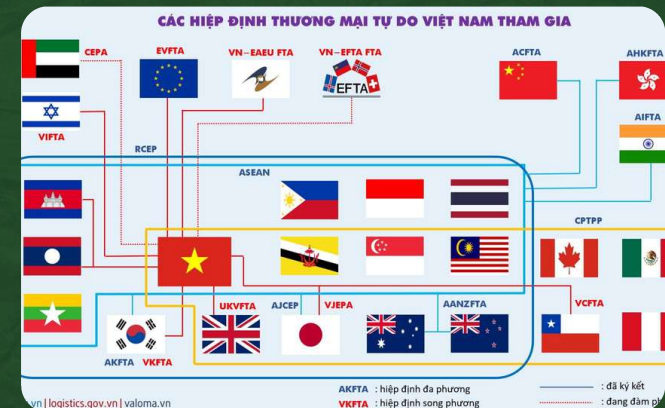 CÁC HIỆP ĐỊNH THƯƠNG MẠI TỰ DO VIỆT NAM THAM GIA
CEPA
EVFTA
VN–EAEU FTA
VN–EFTA FTA
ACFTA
AHKFTA
EFTA
VIFTA
AIFTA
RCEP
ASEAN
CPTPP
UKVFTA
AJCEP
VJEPA
AANZFTA
VCFTA
AKFTA
VKFTA
AKFTA : hiệp định đa phương
: đã ký kết
VKFTA : hiệp định song phương
: đang đàm
.vn | logistics.gov.vn | valoma.vn